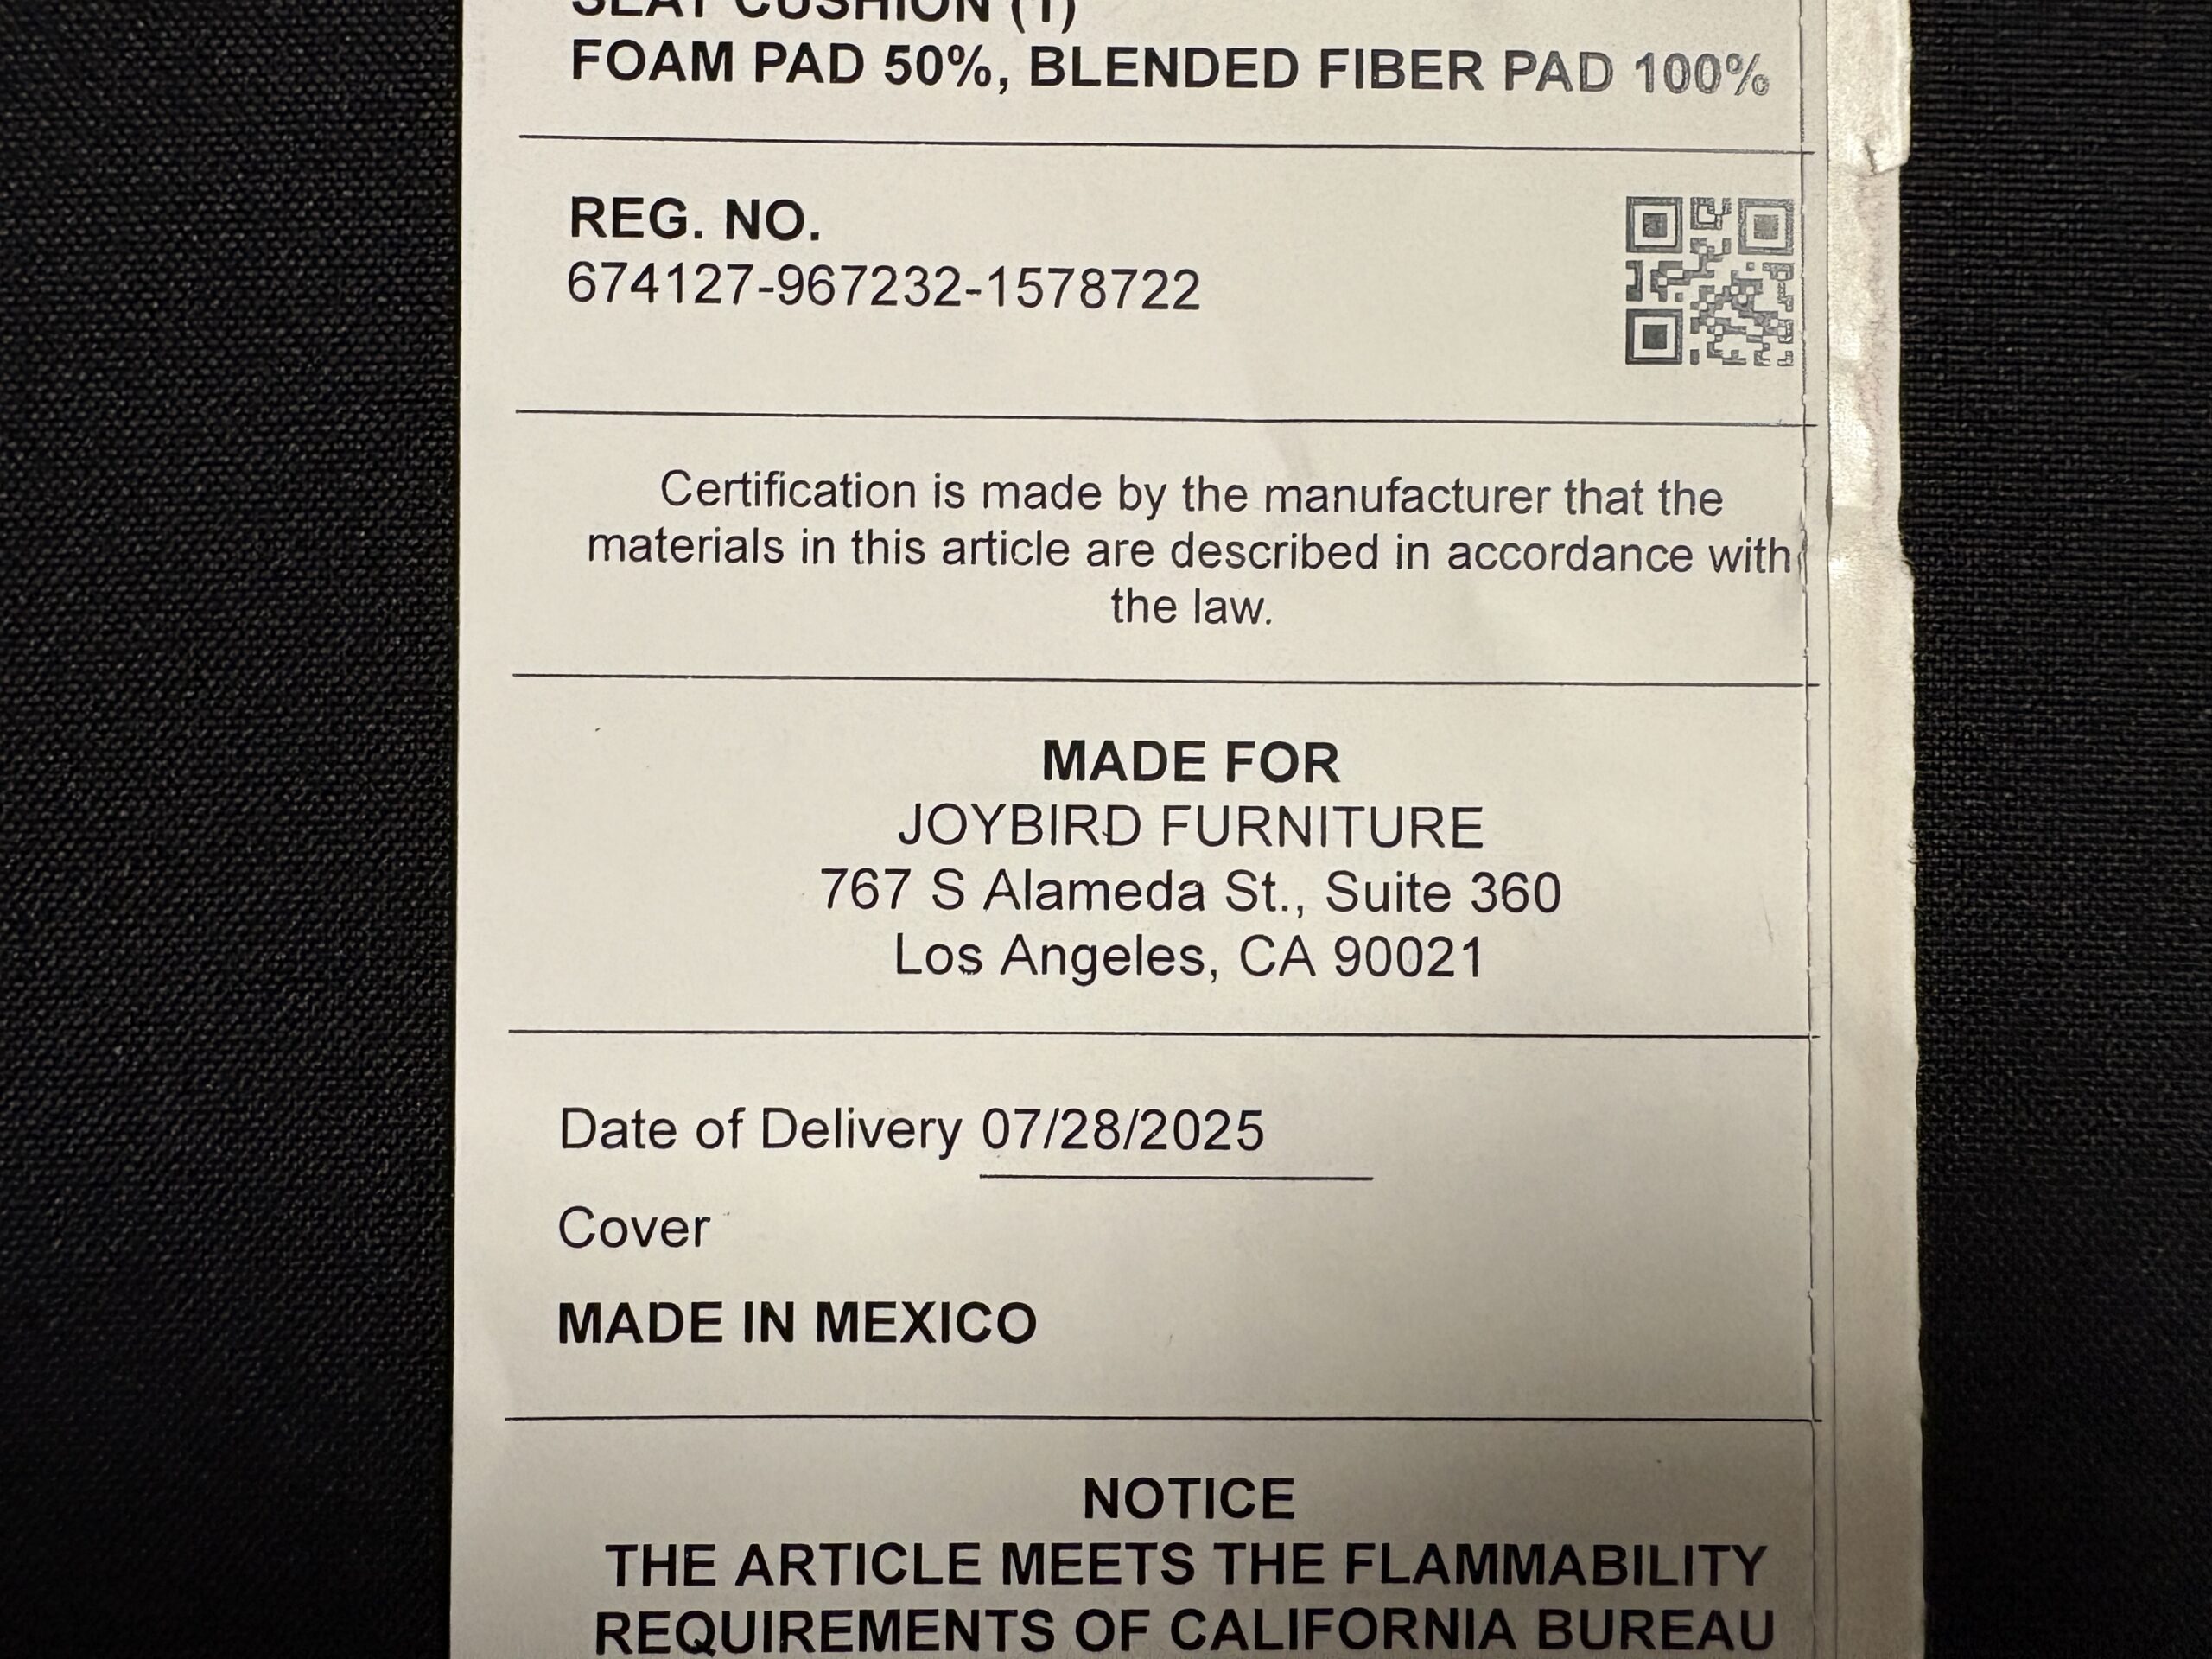 SEAT CUSHION (1)
FOAM PAD 50%, BLENDED FIBER PAD 100%
REG. NO.
674127-967232-1578722
Certification is made by the manufacturer that the
materials in this article are described in accordance with
the law.
MADE FOR
JOYBIRD FURNITURE
767 S Alameda St., Suite 360
Los Angeles, CA 90021
Date of Delivery 07/28/2025
Cover
MADE IN MEXICO
NOTICE
THE ARTICLE MEETS THE FLAMMABILITY
REQUIREMENTS OF CALIFORNIA BUREAU